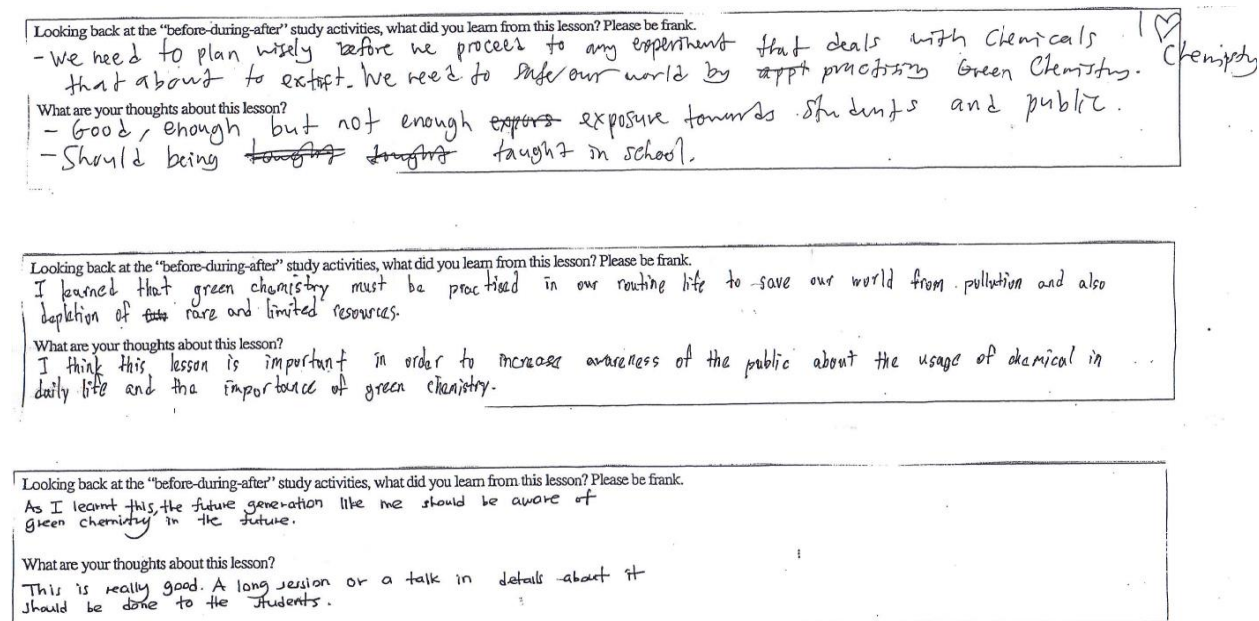 Looking back at the "before-during-after" study activities, what did you learn from this lesson? Please be frank.
- We need to plan wisely before we proceed to any experiment that deals with chemicals
I ♡ Chemistry
that about to extict. We need to safe our world by appt practising Green Chemistry.
What are your thoughts about this lesson?
- Good, enough but not enough expors exposure towards students and public.
- Should being taught in school.
Looking back at the "before-during-after" study activities, what did you learn from this lesson? Please be frank.
I learned that green chemistry must be practised in our routine life to save our world from pollution and also
depletion of rare and limited resources.
What are your thoughts about this lesson?
I think this lesson is important in order to increase awareness of the public about the usage of chemical in
daily life and the importance of green chemistry.
Looking back at the "before-during-after" study activities, what did you learn from this lesson? Please be frank.
As I learnt this, the future generation like me should be aware of
green chemistry in the future.
What are your thoughts about this lesson?
This is really good. A long session or a talk in details about it
should be done to the students.